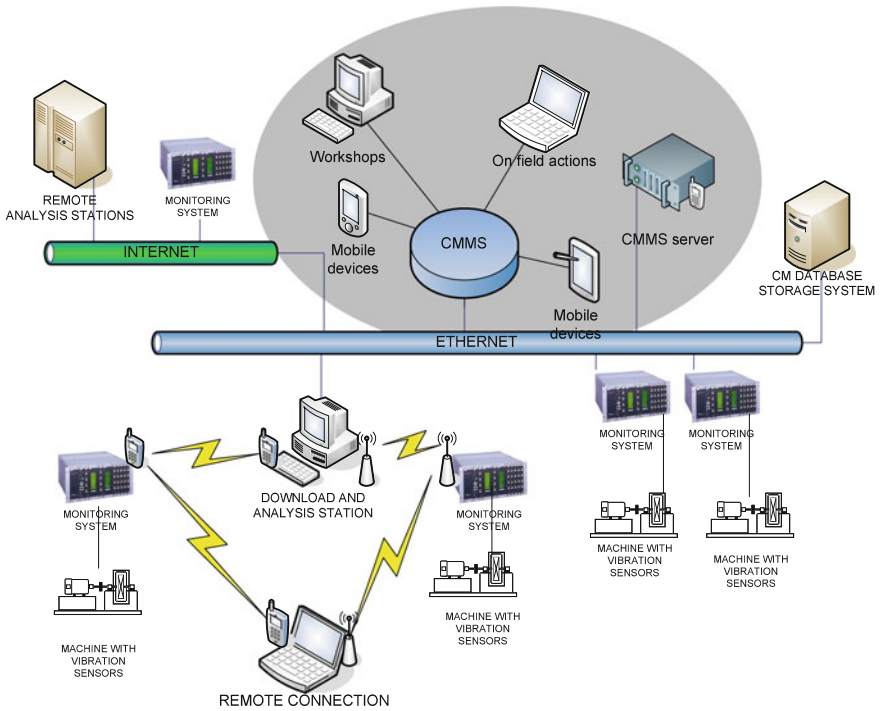 Workshops
On field actions
REMOTE
ANALYSIS STATIONS
MONITORING
SYSTEM
Mobile
devices
CMMS
CMMS server
INTERNET
CM DATABASE
STORAGE SYSTEM
Mobile
devices
ETHERNET
MONITORING
SYSTEM
MONITORING
SYSTEM
DOWNLOAD AND
ANALYSIS STATION
MONITORING
SYSTEM
MONITORING
SYSTEM
MACHINE WITH
VIBRATION
SENSORS
MACHINE WITH
VIBRATION
SENSORS
MACHINE WITH
VIBRATION
SENSORS
MACHINE WITH
VIBRATION
SENSORS
REMOTE CONNECTION